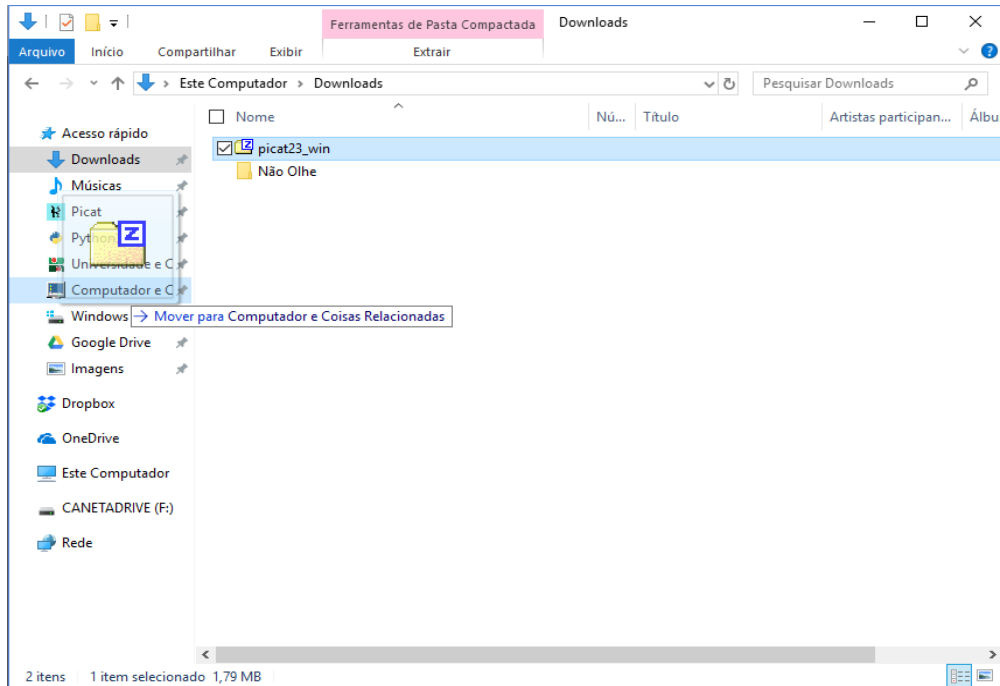 Ferramentas de Pasta Compactada Downloads
Arquivo Início Compartilhar Exibir Extrair
Este Computador Downloads Pesquisar Downloads
Nome Nú... Título Artistas participan... Álbu
Acesso rápido
picat23_win
Downloads
Não Olhe
Músicas
Picat
Python
Universidade e C
Computador e C
Windows
Mover para Computador e Coisas Relacionadas
Google Drive
Imagens
Dropbox
OneDrive
Este Computador
CANETADRIVE (F:)
Rede
2 itens 1 item selecionado 1,79 MB